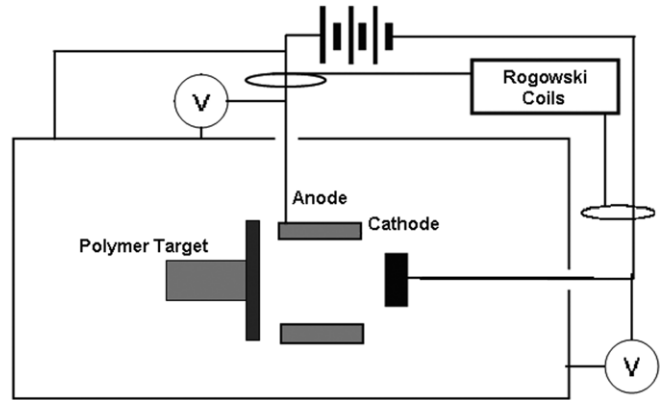 Rogowski
Coils
V
Anode
Cathode
Polymer Target
V